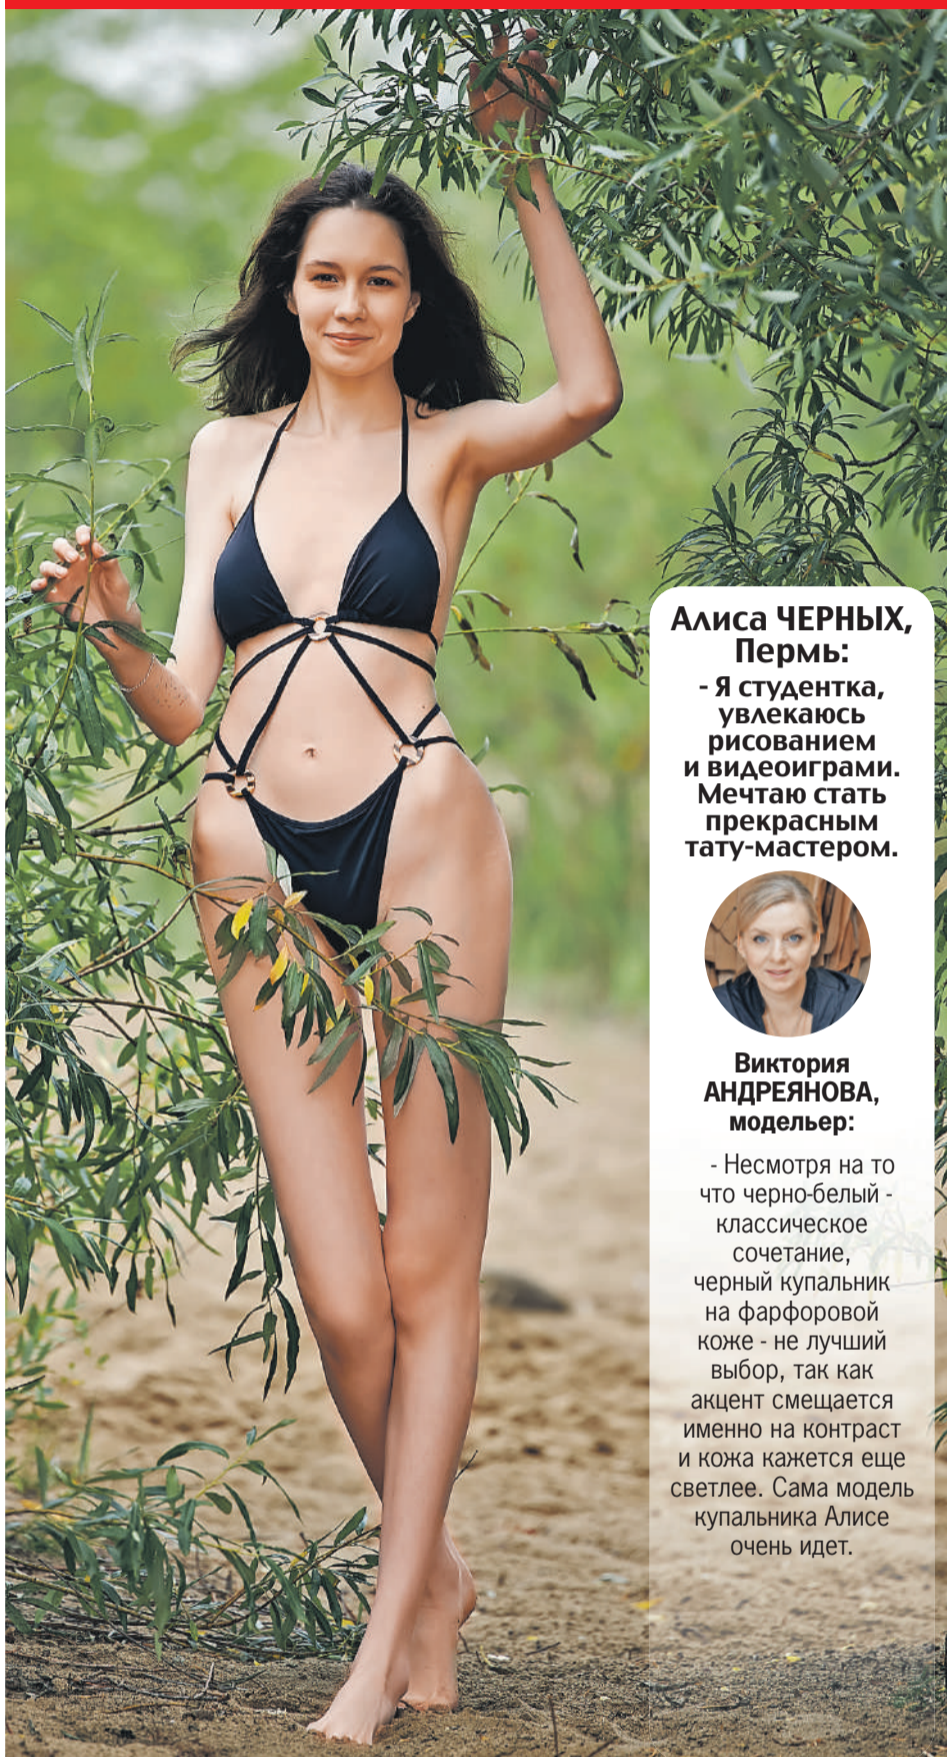 Алиса ЧЕРНЫХ,
Пермь:
- Я студентка,
увлекаюсь
рисованием
и видеоиграми.
Мечтаю стать
прекрасным
тату-мастером.
Виктория
АНДРЕЯНОВА,
модельер:
- Несмотря на то
что черно-белый -
классическое
сочетание,
черный купальник
на фарфоровой
коже - не лучший
выбор, так как
акцент смещается
именно на контраст
и кожа кажется еще
светлее. Сама модель
купальника Алисе
очень идет.